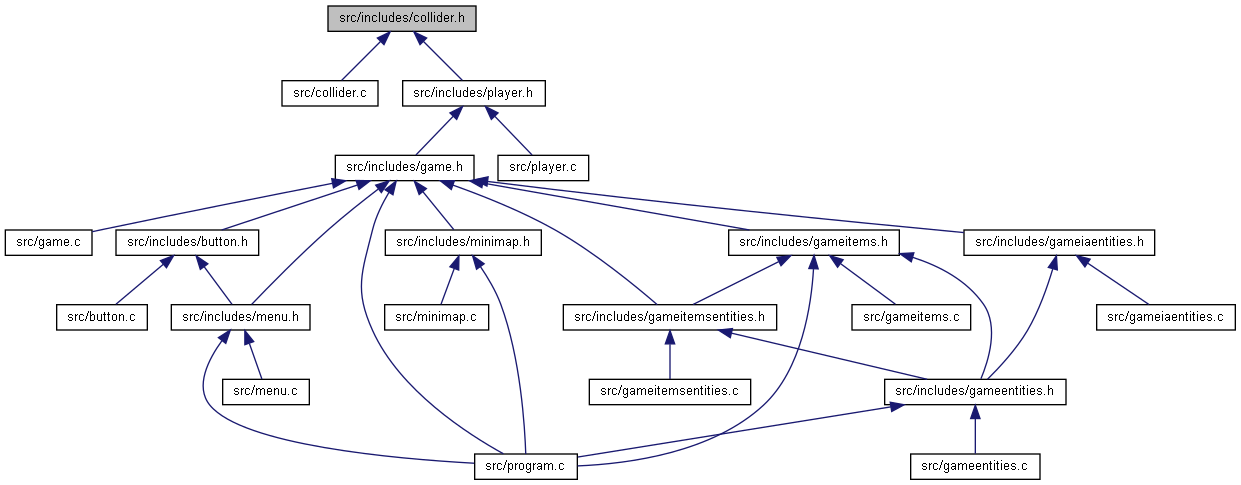 src/includes/collider.h
src/collider.c
src/includes/player.h
src/includes/game.h
src/player.c
src/game.c
src/includes/button.h
src/includes/minimap.h
src/includes/gameitems.h
src/includes/gameiaentities.h
src/button.c
src/includes/menu.h
src/minimap.c
src/includes/gameitemsentities.h
src/gameitems.c
src/gameiaentities.c
src/menu.c
src/gameitemsentities.c
src/includes/gameentities.h
src/program.c
src/gameentities.c